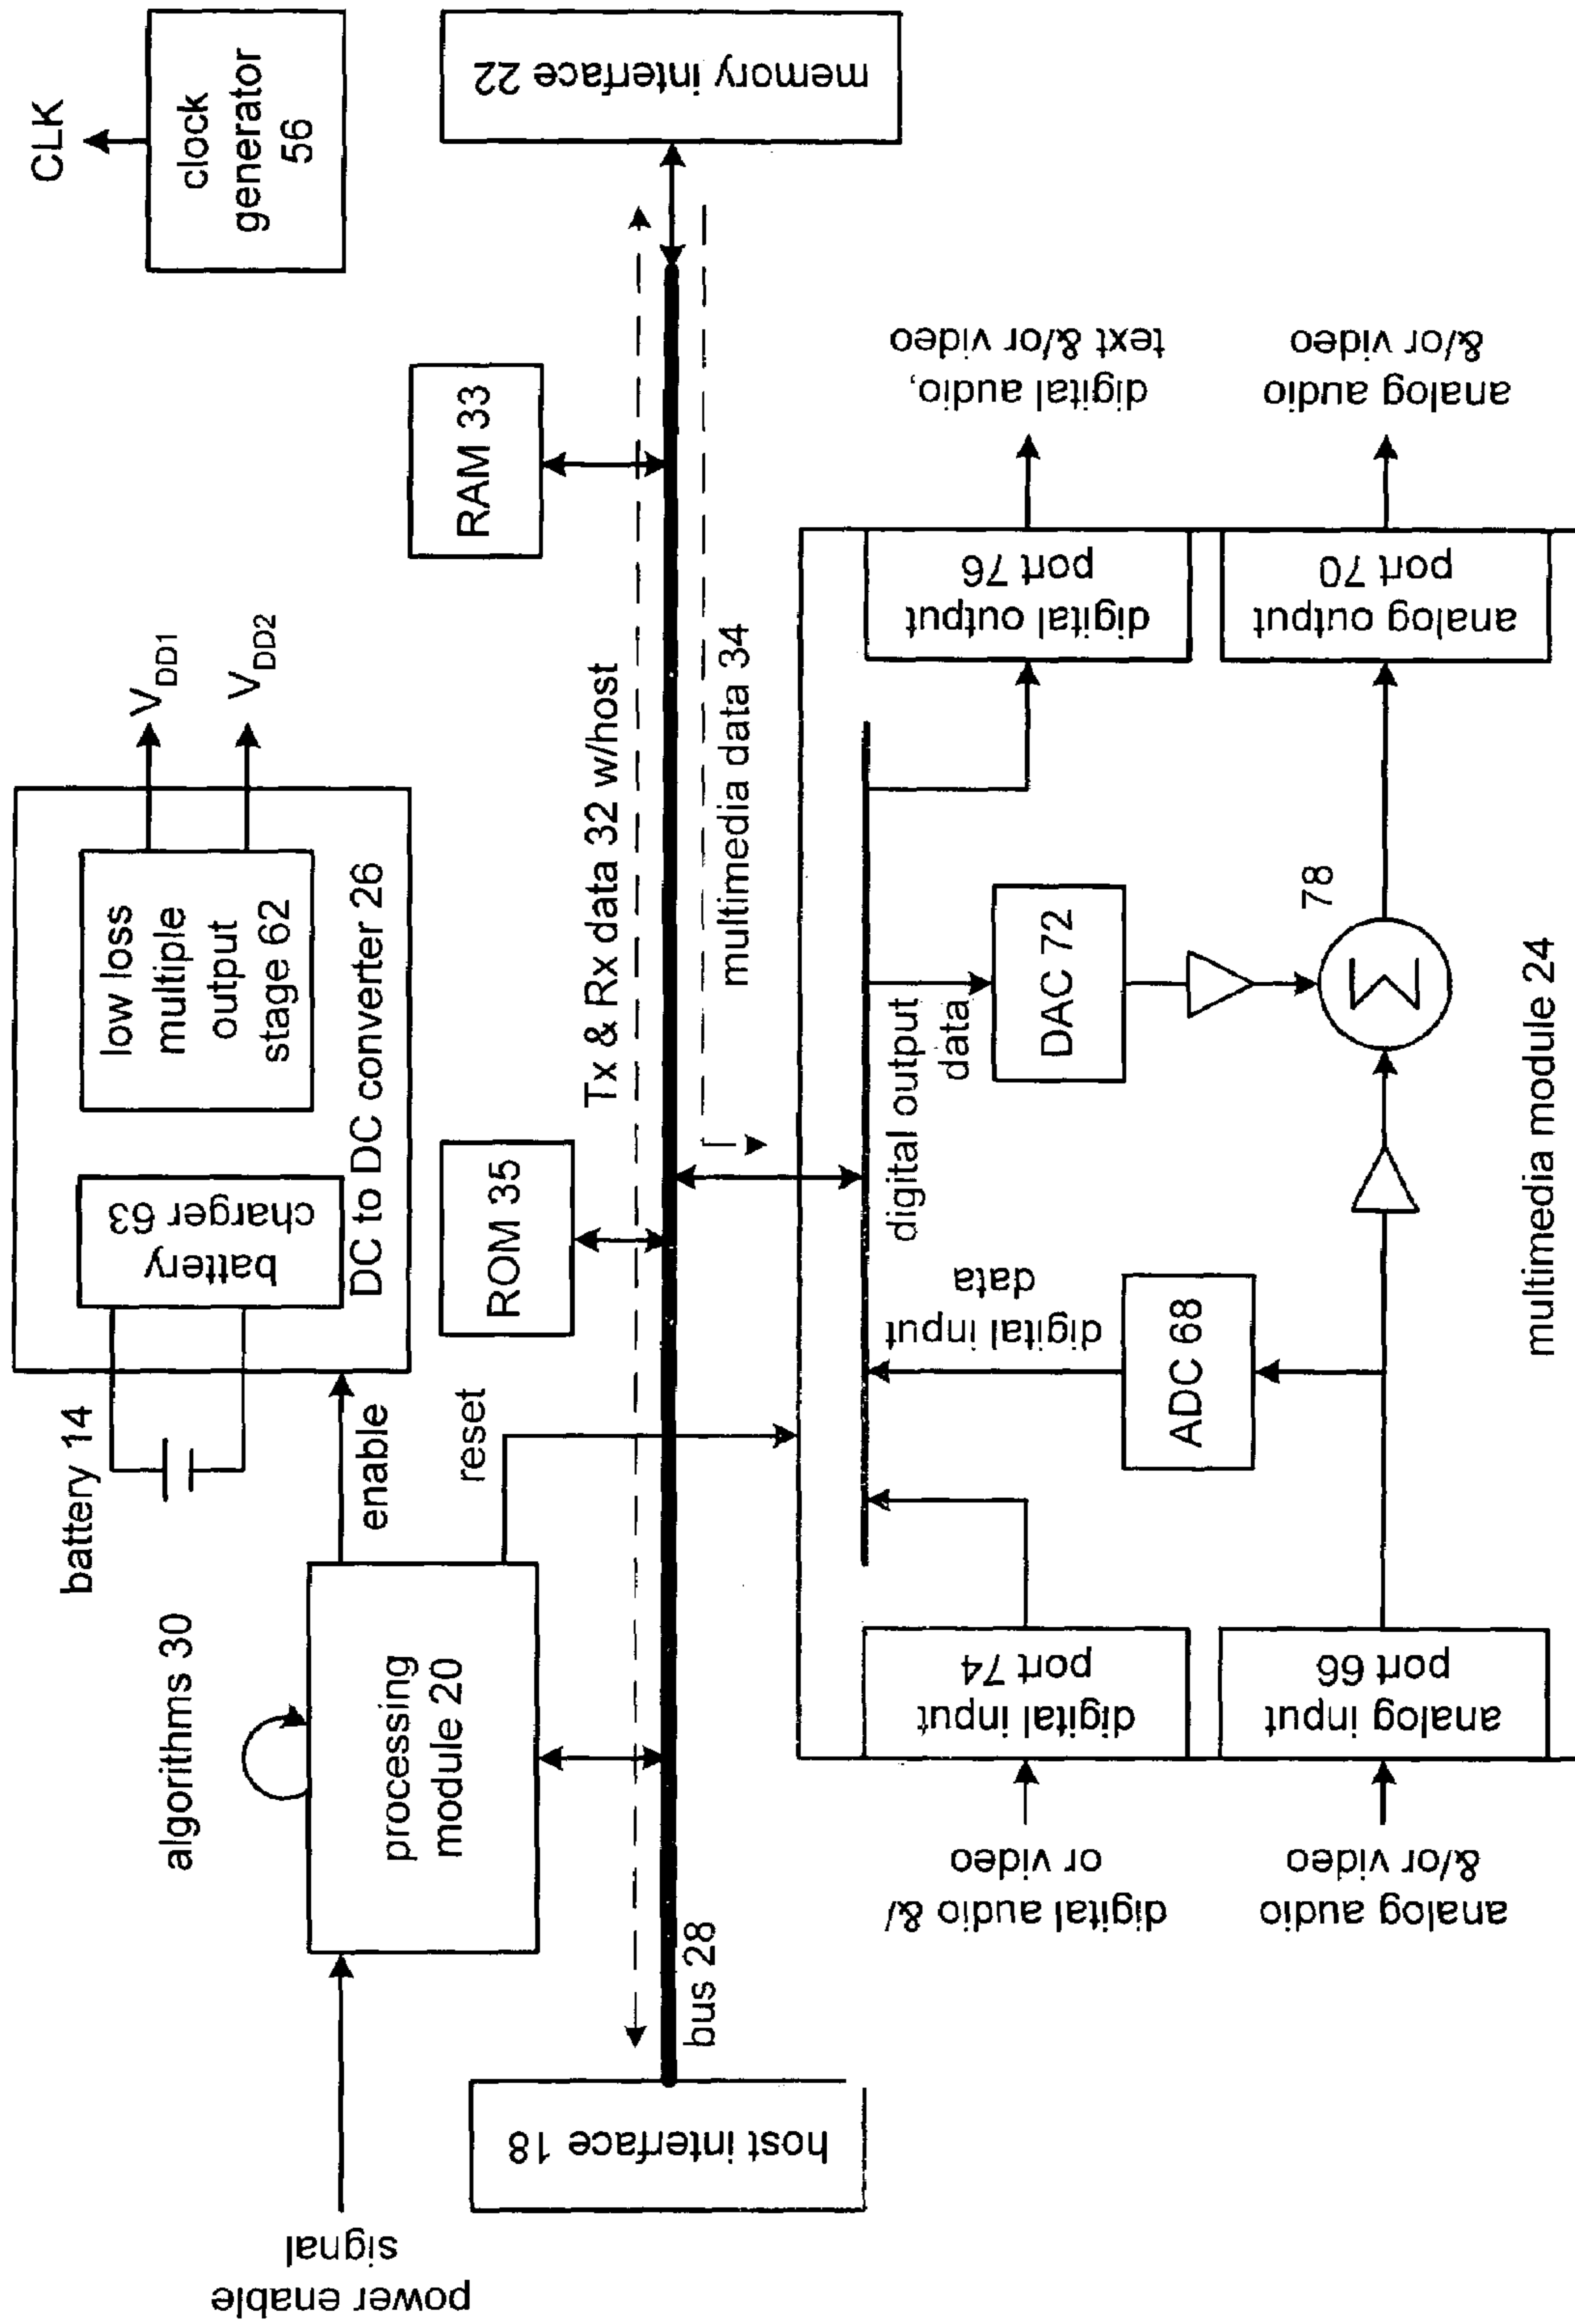 power enable
signal
algorithms 30
processing
module 20
battery 14
enable
reset
battery
charger 63
low loss
multiple
output
stage 62
DC to DC converter 26
V DD1
V DD2
CLK
clock
generator
56
host interface 18
bus 28
ROM 35
Tx & Rx data 32 w/host
RAM 33
multimedia data 34
memory interface 22
digital audio &/
or video
digital input
port 74
digital input
data
digital output
data
digital output
port 76
digital audio,
text &/or video
analog audio
&/or video
analog input
port 66
ADC 68
DAC 72
Σ
78
analog output
port 70
analog audio
&/or video
multimedia module 24